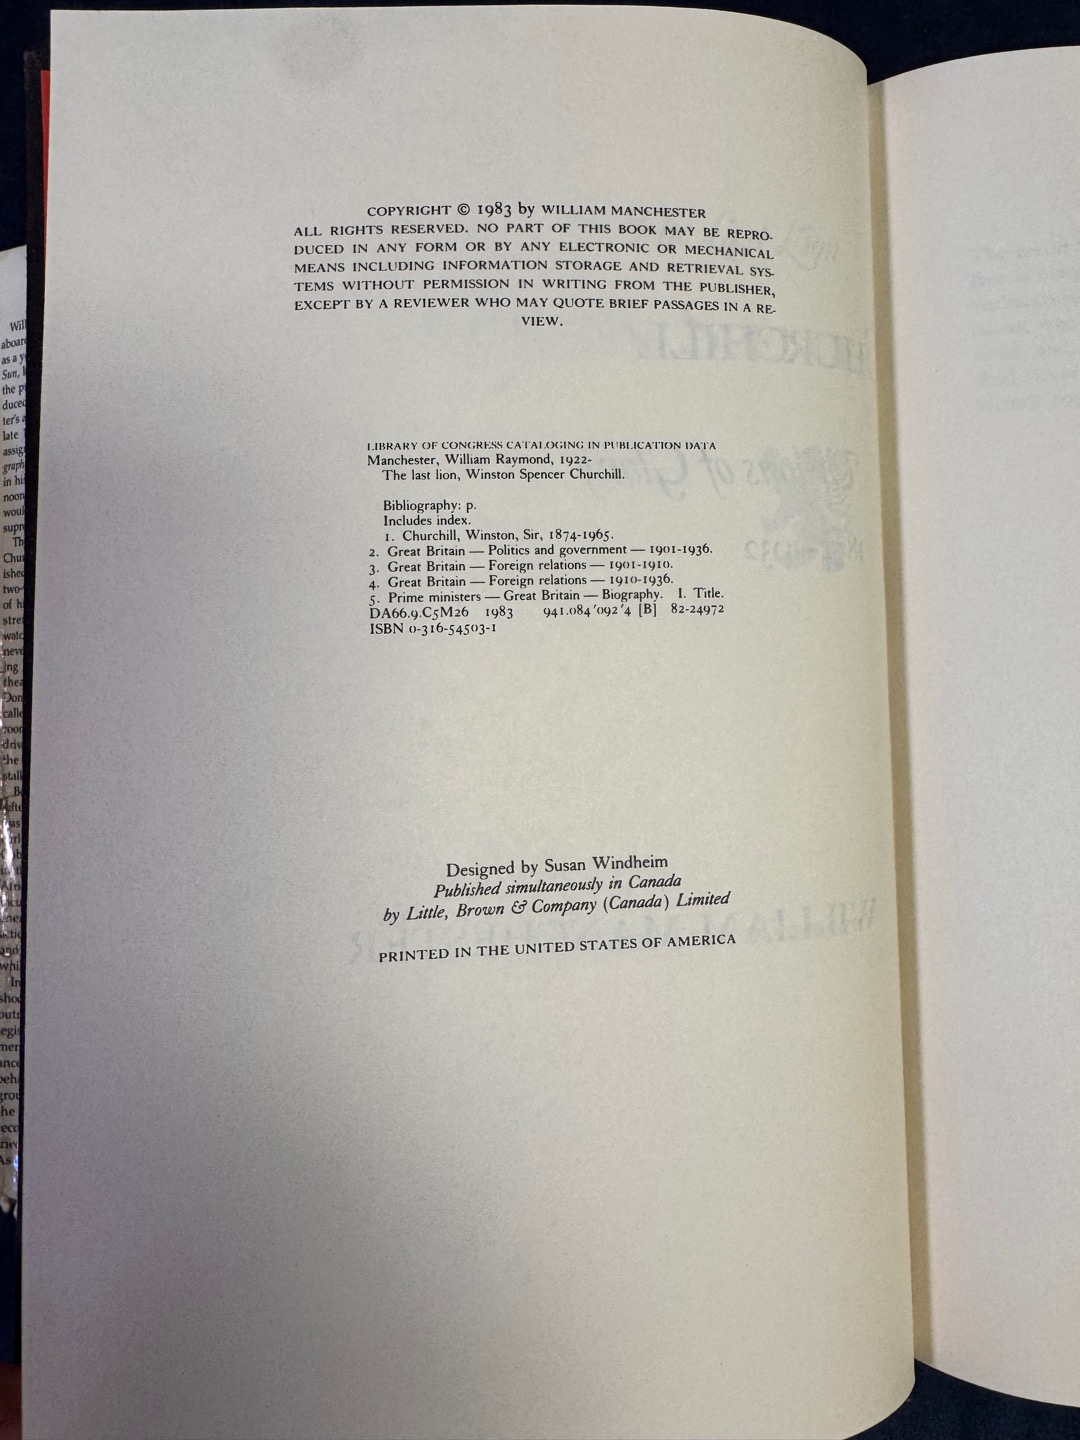 COPYRIGHT © 1983 by WILLIAM MANCHESTER
ALL RIGHTS RESERVED. NO PART OF THIS BOOK MAY BE REPRO-
DUCED IN ANY FORM OR BY ANY ELECTRONIC OR MECHANICAL
MEANS INCLUDING INFORMATION STORAGE AND RETRIEVAL SYS-
TEMS WITHOUT PERMISSION IN WRITING FROM THE PUBLISHER,
EXCEPT BY A REVIEWER WHO MAY QUOTE BRIEF PASSAGES IN A RE-
VIEW.
LIBRARY OF CONGRESS CATALOGING IN PUBLICATION DATA
Manchester, William Raymond, 1922-
The last lion, Winston Spencer Churchill.
Bibliography: p.
Includes index.
1. Churchill, Winston, Sir, 1874-1965.
2. Great Britain — Politics and government — 1901-1936.
3. Great Britain — Foreign relations — 1901-1910.
4. Great Britain — Foreign relations — 1910-1936.
5. Prime ministers — Great Britain — Biography. I. Title.
DA66.9.C5M26 1983 941.084'092'4 [B] 82-24972
ISBN 0-316-54503-1
Designed by Susan Windheim
Published simultaneously in Canada
by Little, Brown & Company (Canada) Limited
PRINTED IN THE UNITED STATES OF AMERICA